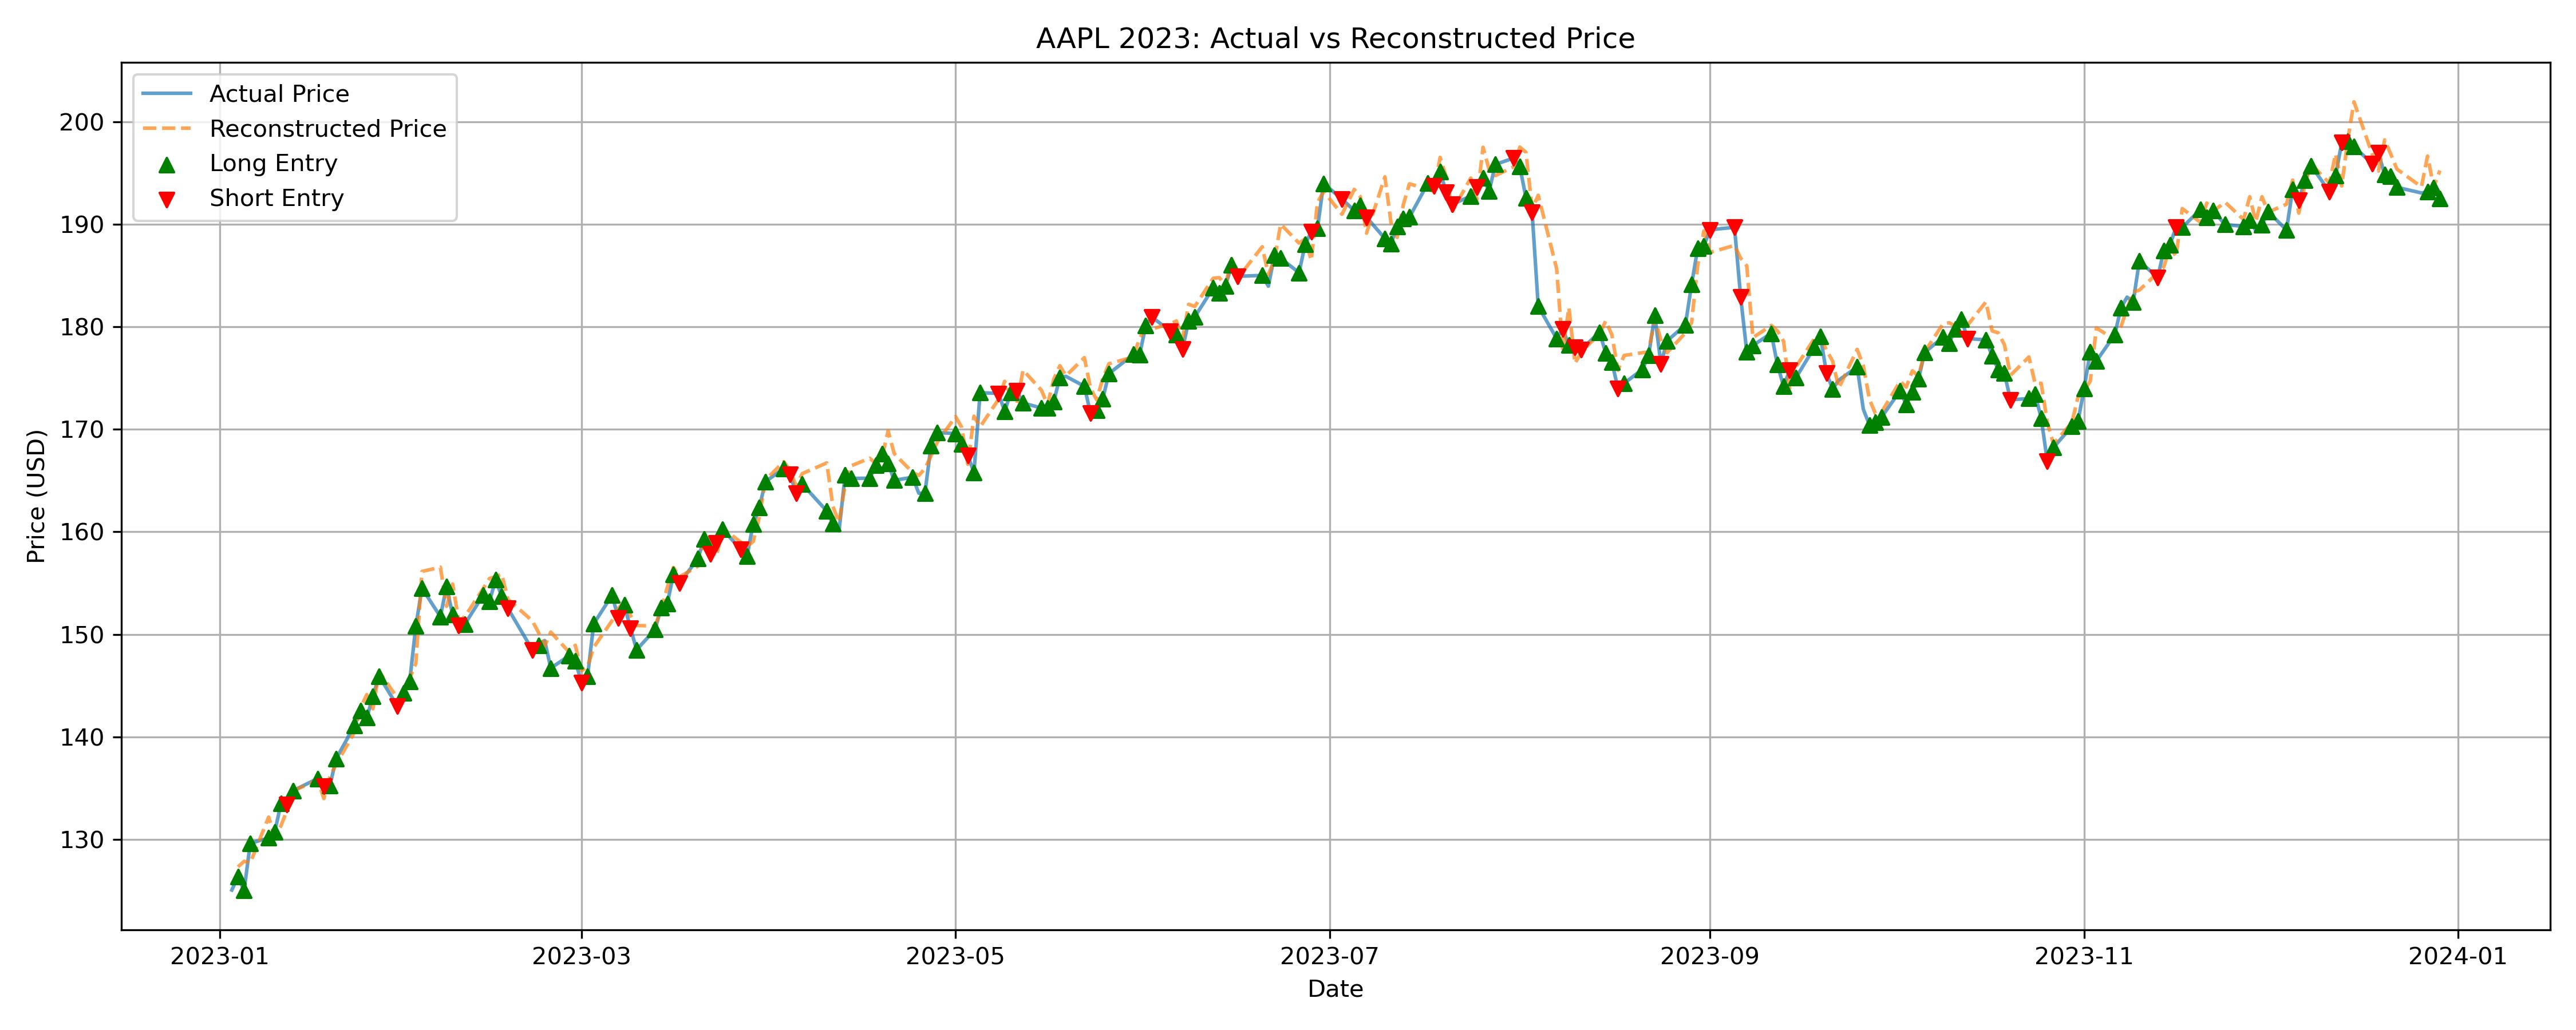 AAPL 2023: Actual vs Reconstructed Price
Actual Price
Reconstructed Price
Long Entry
Short Entry
Price (USD)
200
190
180
170
160
150
140
130
2023-01
2023-03
2023-05
2023-07
2023-09
2023-11
2024-01
Date